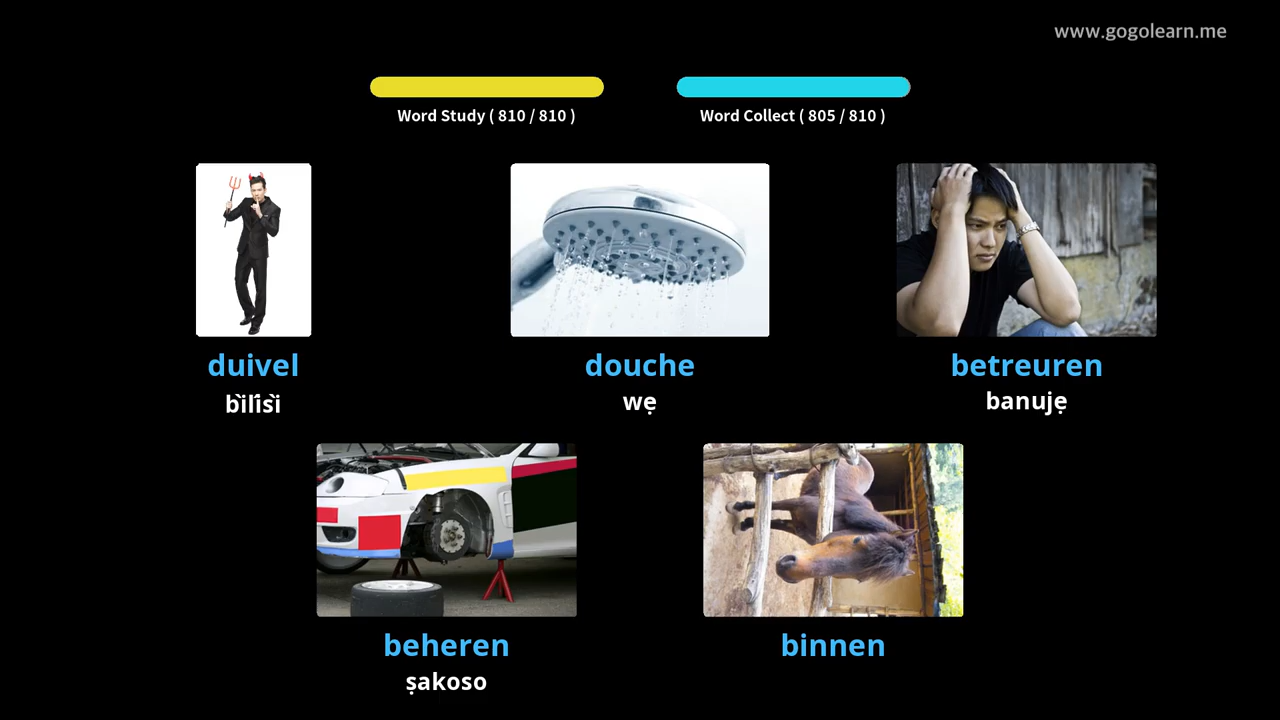 www.gogolearn.me
Word Study ( 810 / 810 )
Word Collect ( 805 / 810 )
duivel
bìlísì
douche
wẹ
betreuren
banujẹ
beheren
ṣakoso
binnen